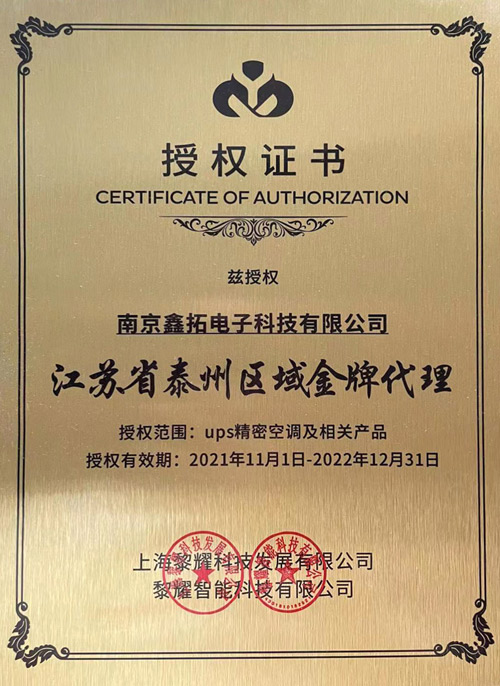 授权证书
CERTIFICATE OF AUTHORIZATION
兹授权
南京鑫拓电子科技有限公司
江苏省泰州区域金牌代理
授权范围：ups精密空调及相关产品
授权有效期：2021年11月1日-2022年12月31日
上海黎耀科技发展有限公司
黎耀智能科技有限公司